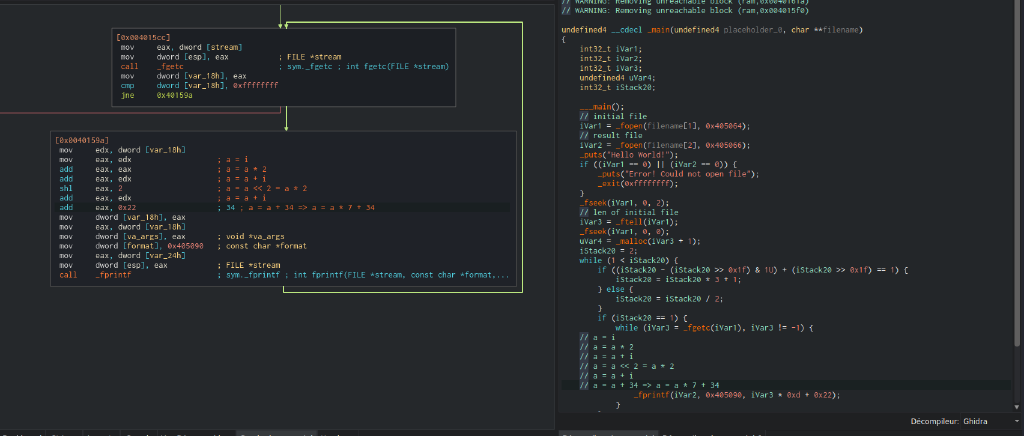 [0x004015cc]
mov eax, dword [stream]
mov dword [esp], eax ; FILE *stream
call _fgetc ; sym._fgetc ; int fgetc(FILE *stream)
mov dword [var_18h], eax
cmp dword [var_18h], 0xffffffff
jne 0x40159a
[0x0040159a]
mov edx, dword [var_18h]
mov eax, edx ; a = i
add eax, eax ; a = a * 2
add eax, edx ; a = a + i
shl eax, 2 ; a = a << 2 = a * 2
add eax, edx ; a = a + i
add eax, 0x22 ; 34 ; a = a + 34 => a = a * 7 + 34
mov dword [var_18h], eax
mov eax, dword [var_18h]
mov dword [va_args], eax ; void *va_args
mov dword [format], 0x405090 ; const char *format
mov eax, dword [var_24h]
mov dword [esp], eax ; FILE *stream
call _fprintf ; sym._fprintf ; int fprintf(FILE *stream, const char *format,...
// WARNING: Removing unreachable block (ram,0x004016fa)
// WARNING: Removing unreachable block (ram,0x004015f0)
undefined4 __cdecl _main(undefined4 placeholder_0, char **filename)
{
int32_t iVar1;
int32_t iVar2;
int32_t iVar3;
undefined4 uVar4;
int32_t iStack20;
___main();
// initial file
iVar1 = _fopen(filename[1], 0x405064);
// result file
iVar2 = _fopen(filename[2], 0x405066);
_puts("Hello World!");
if ((iVar1 == 0) || (iVar2 == 0)) {
_puts("Error! Could not open file");
_exit(0xffffffff);
}
_fseek(iVar1, 0, 2);
// len of initial file
iVar3 = _ftell(iVar1);
_fseek(iVar1, 0, 0);
uVar4 = _malloc(iVar3 + 1);
iStack20 = 2;
while (1 < iStack20) {
if ((iStack20 - (iStack20 >> 0x1f) & 1U) + (iStack20 >> 0x1f) == 1) {
iStack20 = iStack20 * 3 + 1;
} else {
iStack20 = iStack20 / 2;
}
if (iStack20 == 1) {
while (iVar3 = _fgetc(iVar1), iVar3 != -1) {
// a = i
// a = a * 2
// a = a + i
// a = a << 2 = a * 2
// a = a + i
// a = a + 34 => a = a * 7 + 34
_fprintf(iVar2, 0x405090, iVar3 * 0xd + 0x22);
}
Décompileur: Ghidra